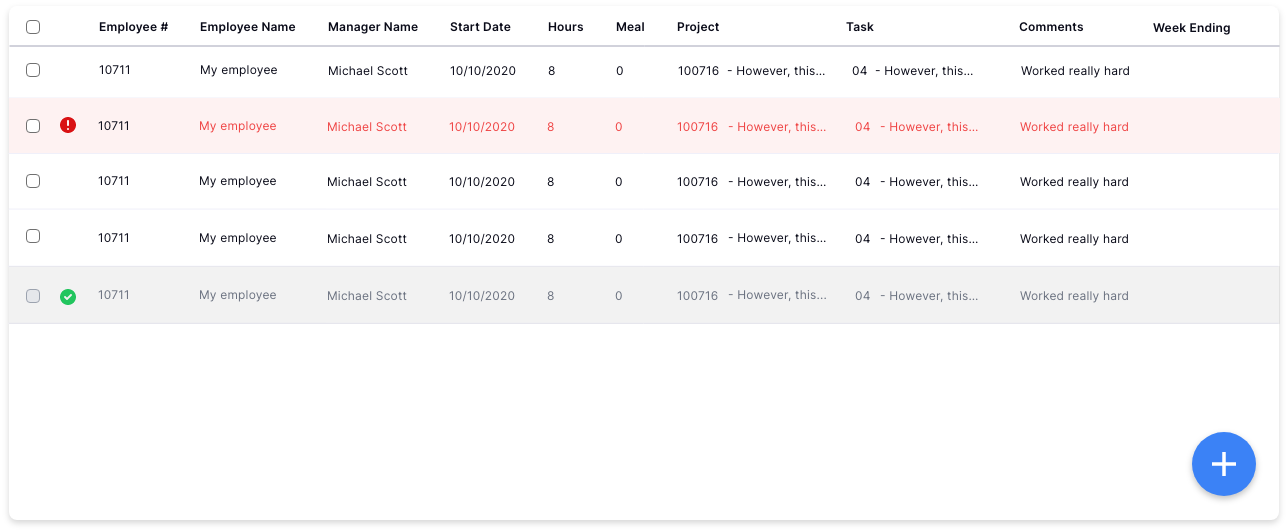 Employee # Employee Name Manager Name Start Date Hours Meal Project Task Comments Week Ending
10711 My employee Michael Scott 10/10/2020 8 0 100716 - However, this... 04 - However, this... Worked really hard
10711 My employee Michael Scott 10/10/2020 8 0 100716 - However, this... 04 - However, this... Worked really hard
10711 My employee Michael Scott 10/10/2020 8 0 100716 - However, this... 04 - However, this... Worked really hard
10711 My employee Michael Scott 10/10/2020 8 0 100716 - However, this... 04 - However, this... Worked really hard
10711 My employee Michael Scott 10/10/2020 8 0 100716 - However, this... 04 - However, this... Worked really hard